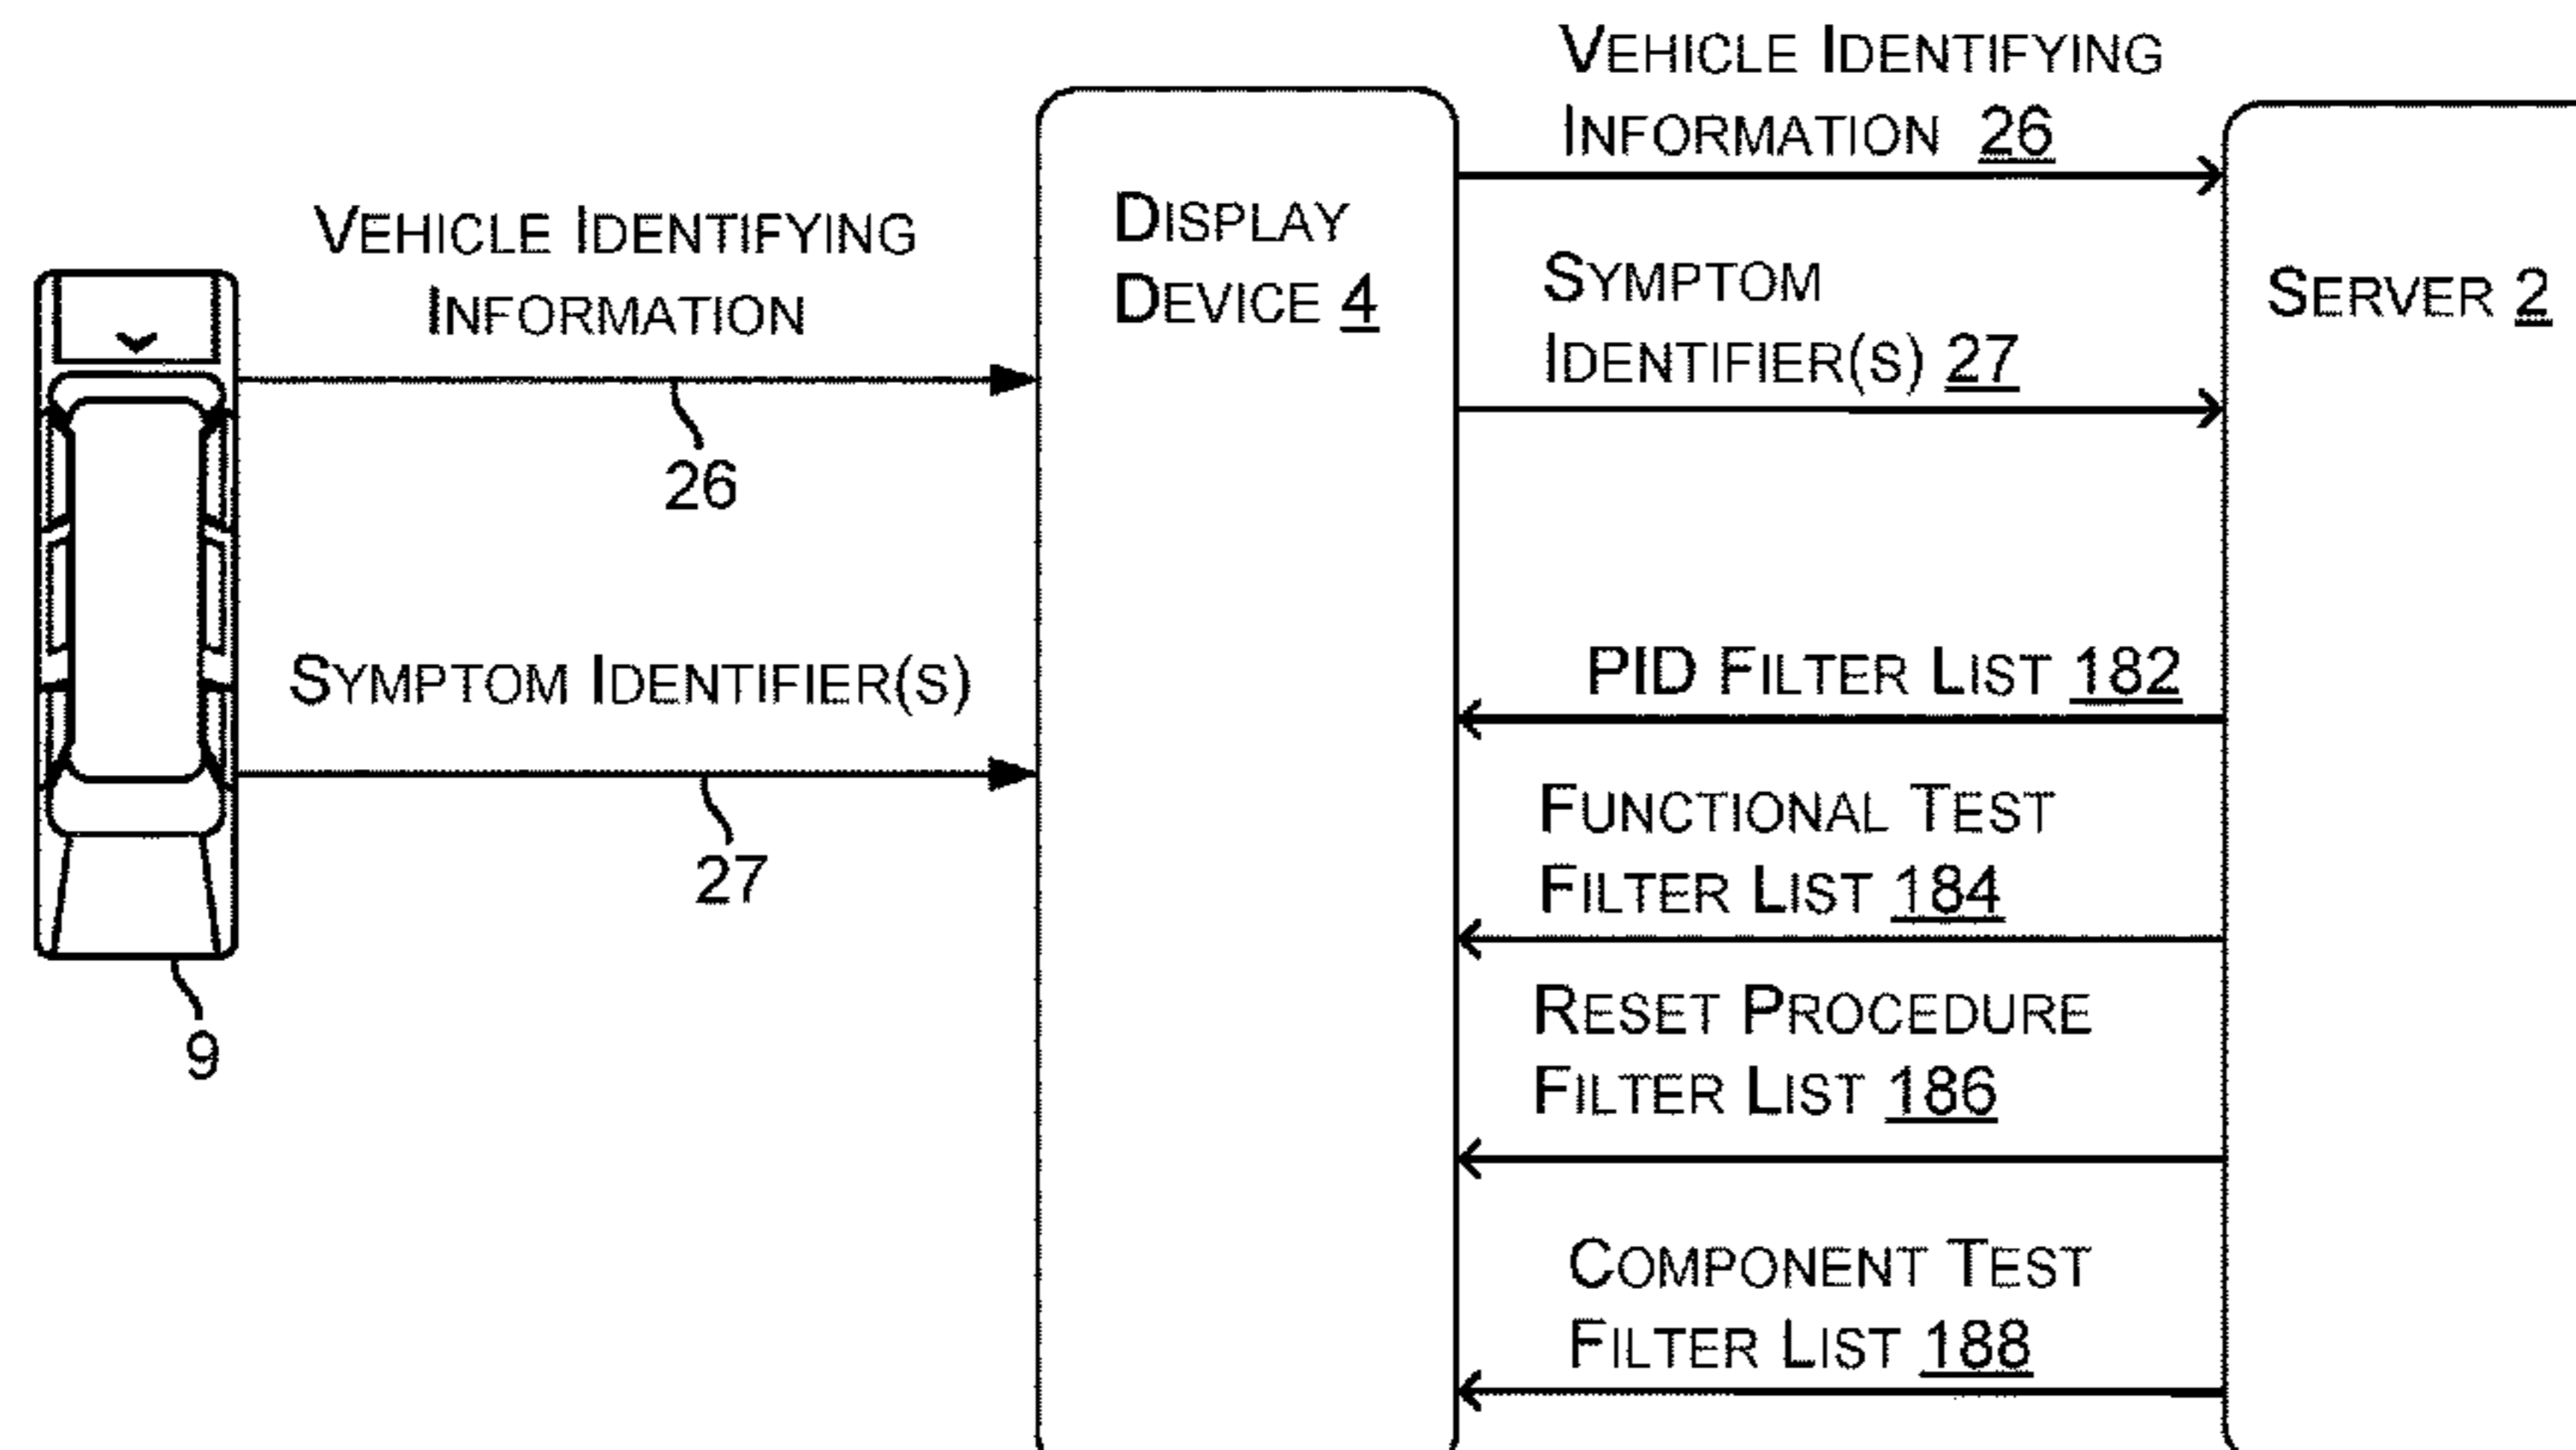 VEHICLE IDENTIFYING
INFORMATION
26
SYMPTOM IDENTIFIER(S)
27
9
DISPLAY
DEVICE 4
VEHICLE IDENTIFYING
INFORMATION 26
SYMPTOM
IDENTIFIER(S) 27
PID FILTER LIST 182
FUNCTIONAL TEST
FILTER LIST 184
RESET PROCEDURE
FILTER LIST 186
COMPONENT TEST
FILTER LIST 188
SERVER 2